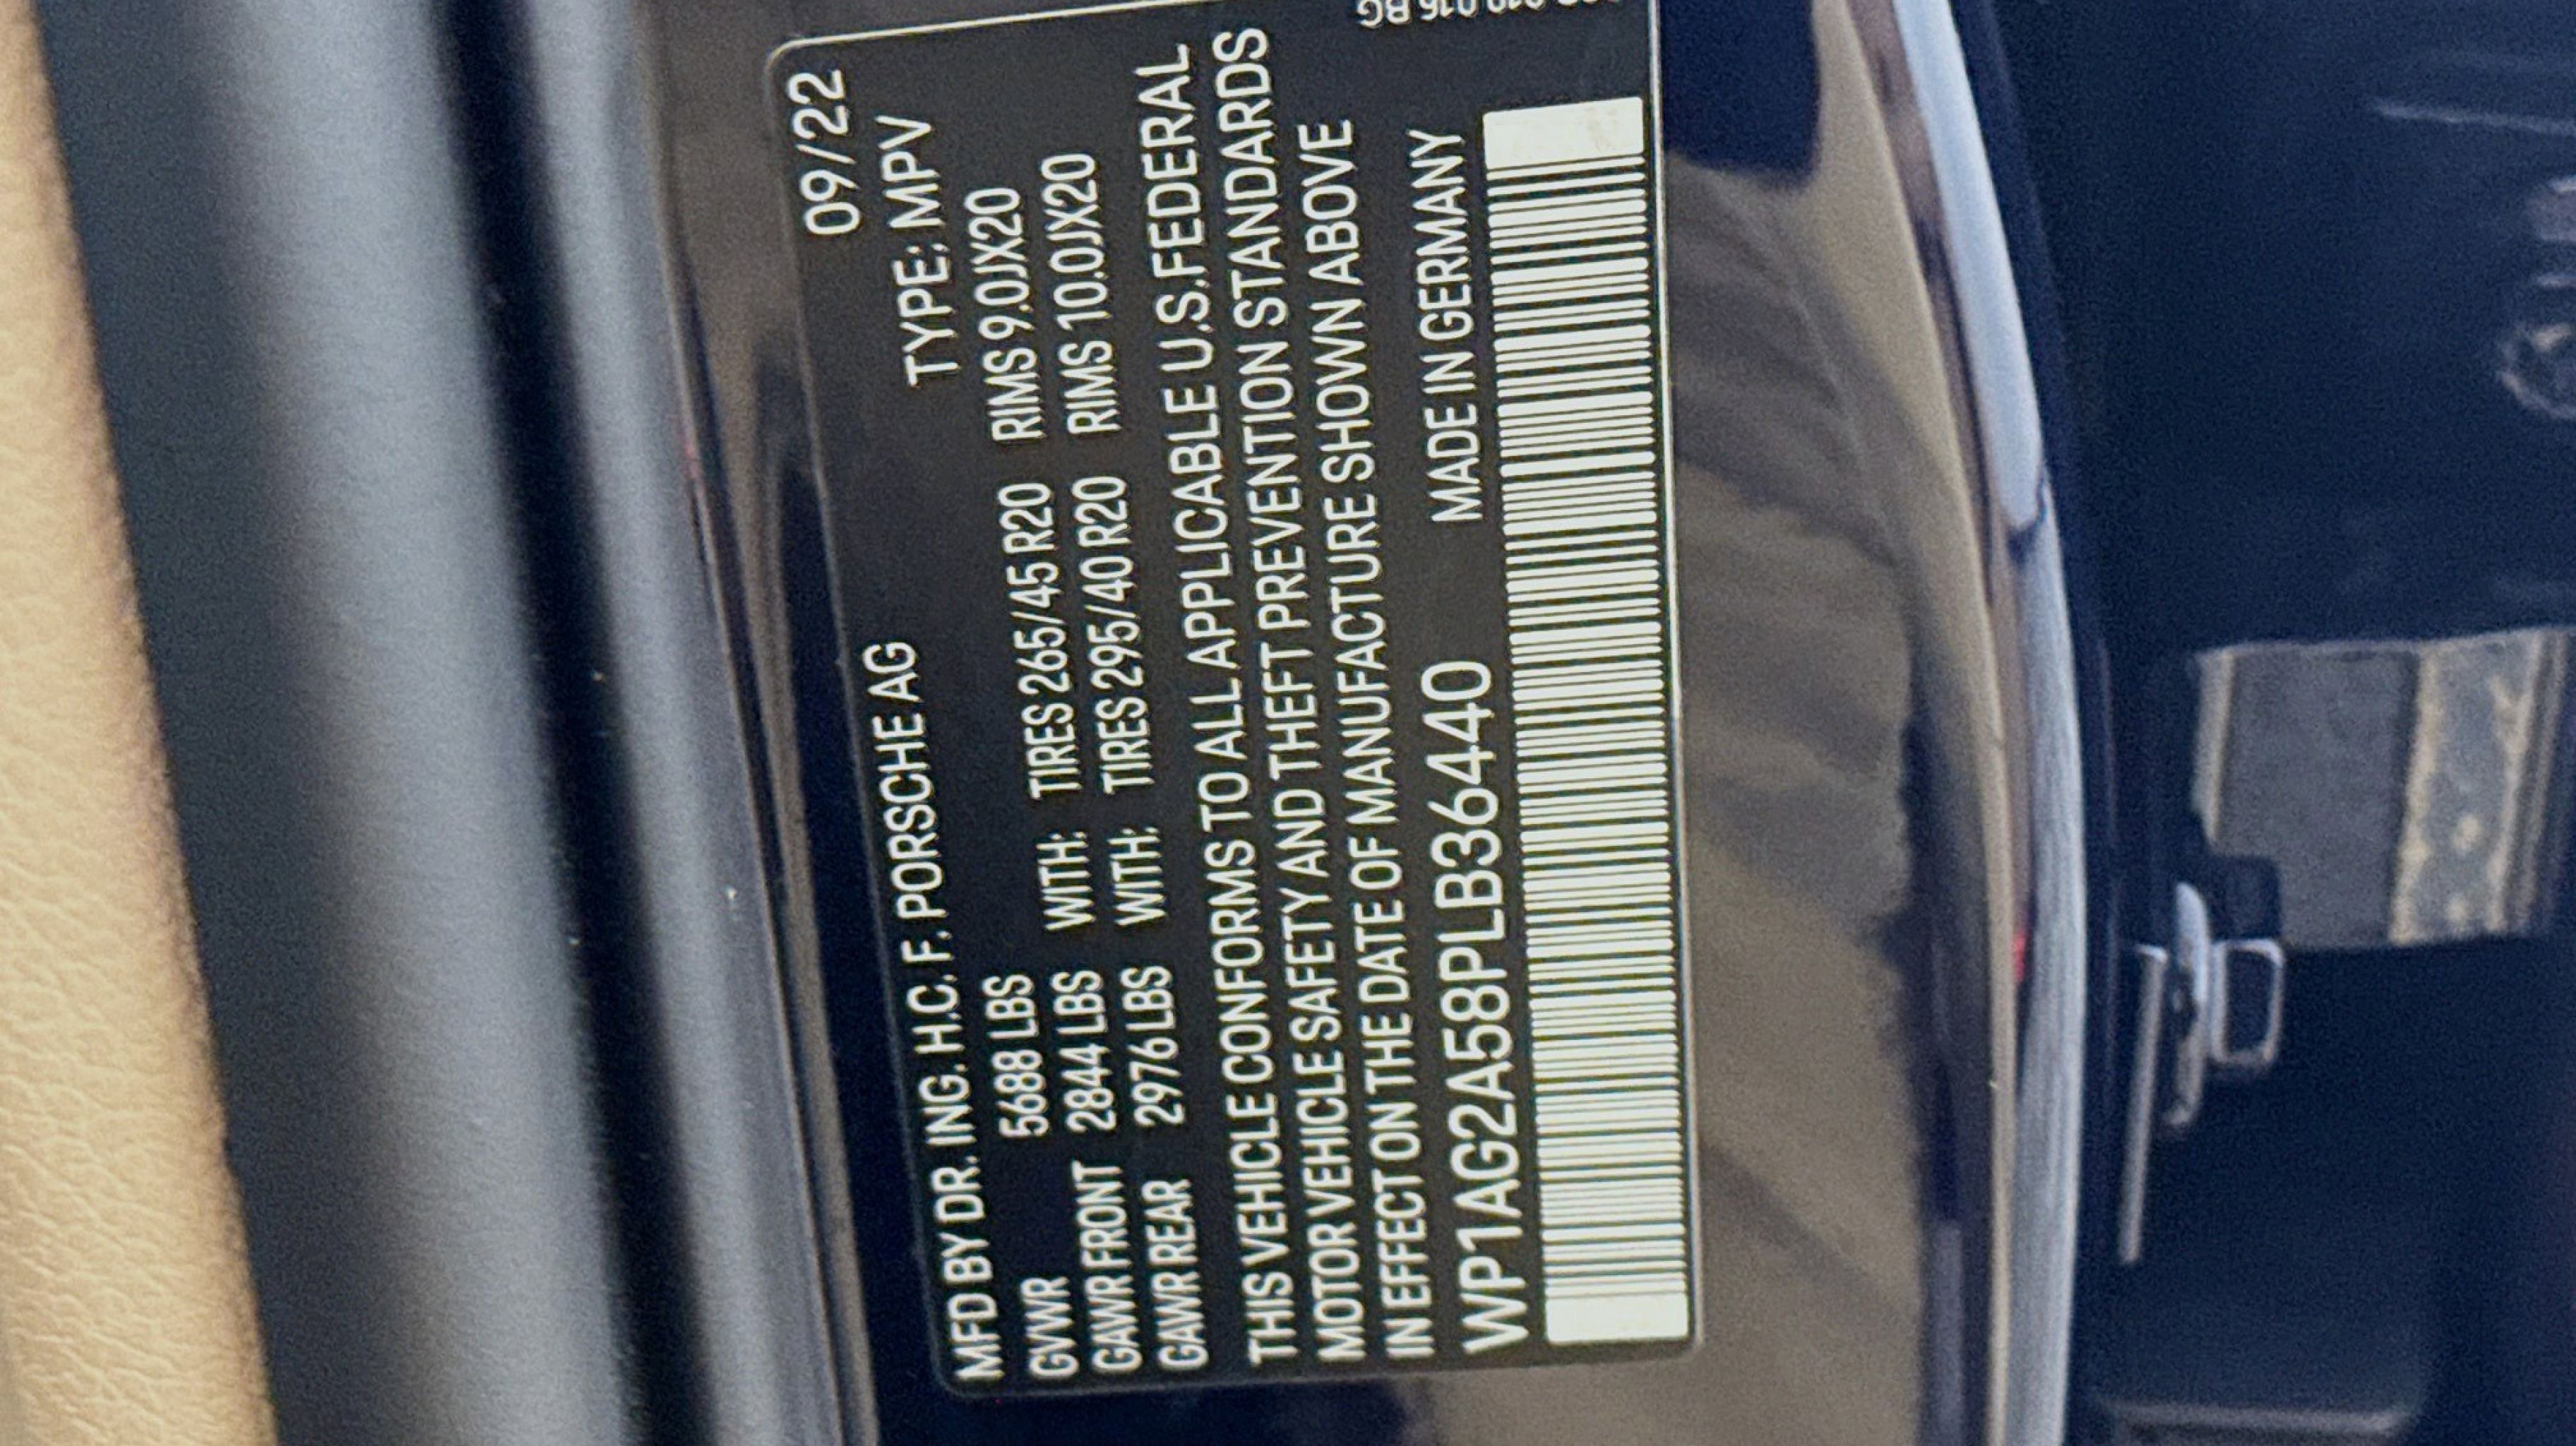 09/22
MFD BY DR. ING. H.C. F. PORSCHE AG TYPE: MPV
GVWR 5688 LBS WITH: TIRES 265/45 R20 RIMS 9.0JX20
GAWR FRONT 2844 LBS WITH: TIRES 295/40 R20 RIMS 10.0JX20
GAWR REAR 2976 LBS
THIS VEHICLE CONFORMS TO ALL APPLICABLE U.S.FEDERAL
MOTOR VEHICLE SAFETY AND THEFT PREVENTION STANDARDS
IN EFFECT ON THE DATE OF MANUFACTURE SHOWN ABOVE
WP1AG2A58PLB36440 MADE IN GERMANY